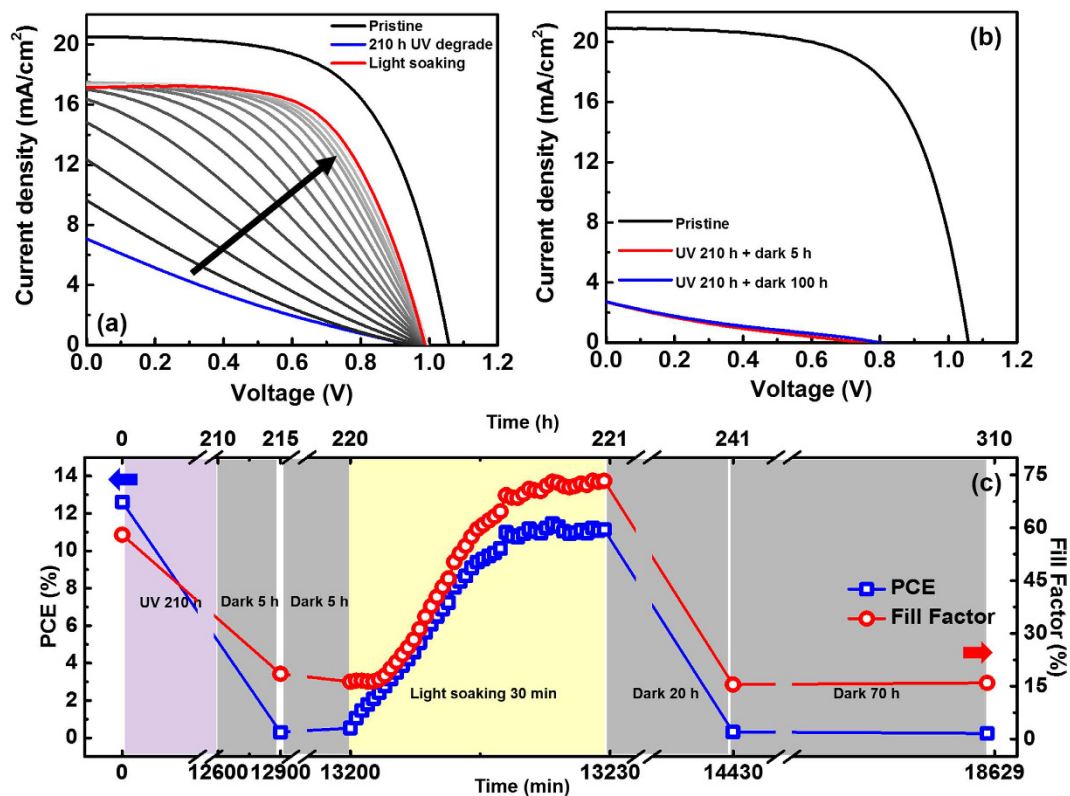 20
16
12
8
4
0
Current density (mA/cm²)
Pristine
210 h UV degrade
Light soaking
(a)
0.0 0.2 0.4 0.6 0.8 1.0 1.2
Voltage (V)
20
16
12
8
4
0
Current density (mA/cm²)
(b)
Pristine
UV 210 h + dark 5 h
UV 210 h + dark 100 h
0.0 0.2 0.4 0.6 0.8 1.0 1.2
Voltage (V)
Time (h)
0 210 215 220 221 241 310
14
12
10
8
6
4
2
0
PCE (%)
(c)
UV 210 h
Dark 5 h
Dark 5 h
Light soaking 30 min
Dark 20 h
Dark 70 h
PCE
Fill Factor
75
60
45
30
15
0
Fill Factor (%)
0 12600 12900 13200 13230 14430 18629
Time (min)